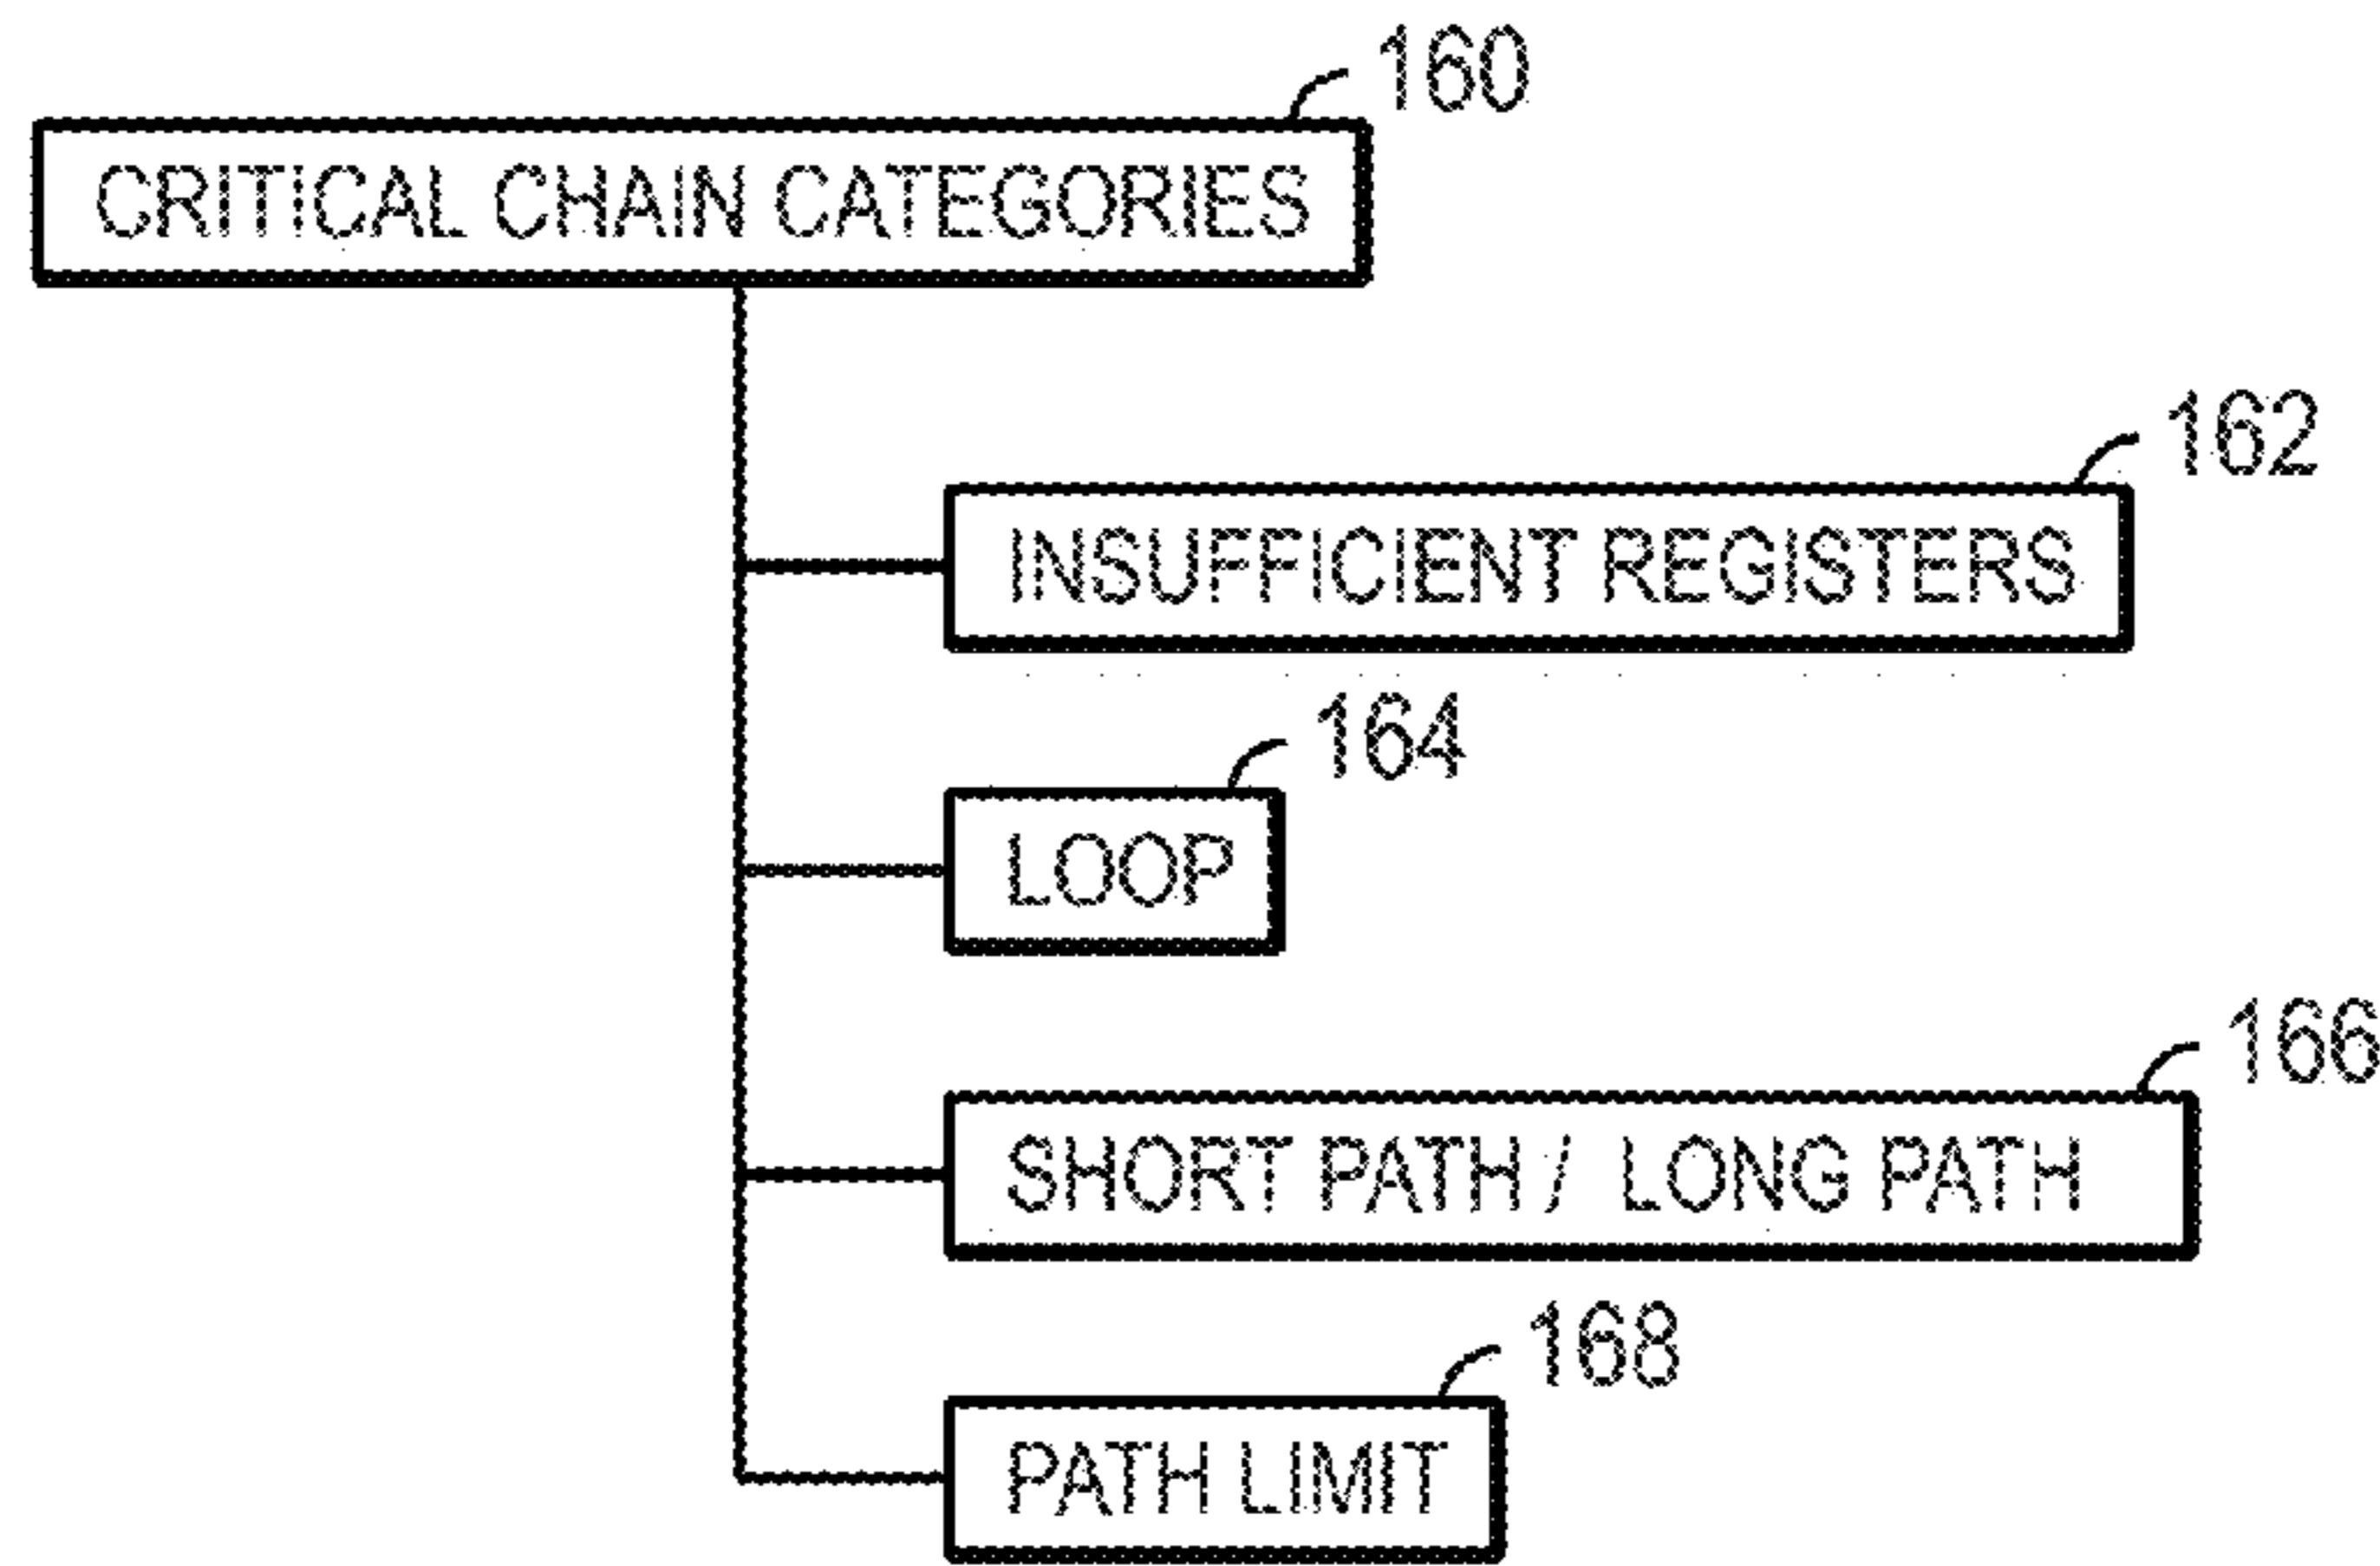 160
CRITICAL CHAIN CATEGORIES
162
INSUFFICIENT REGISTERS
164
LOOP
166
SHORT PATH / LONG PATH
168
PATH LIMIT